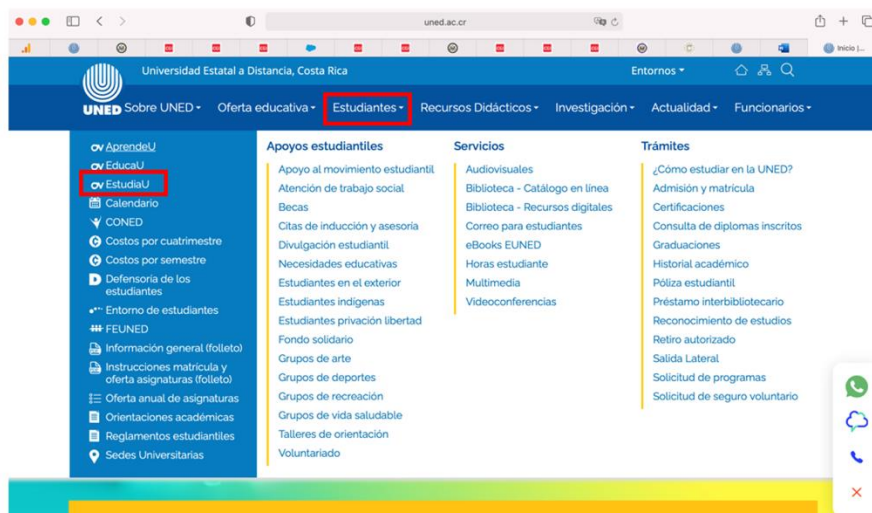 uned.ac.cr
Inicio |...
Universidad Estatal a Distancia, Costa Rica
Entornos
UNED
Sobre UNED
Oferta educativa
Estudiantes
Recursos Didácticos
Investigación
Actualidad
Funcionarios
AprendeU
EducaU
EstudiaU
Calendario
CONED
Costos por cuatrimestre
Costos por semestre
Defensoría de los
estudiantes
Entorno de estudiantes
FEUNED
Información general (folleto)
Instrucciones matrícula y
oferta asignaturas (folleto)
Oferta anual de asignaturas
Orientaciones académicas
Reglamentos estudiantiles
Sedes Universitarias
Apoyos estudiantiles
Apoyo al movimiento estudiantil
Atención de trabajo social
Becas
Citas de inducción y asesoría
Divulgación estudiantil
Necesidades educativas
Estudiantes en el exterior
Estudiantes indígenas
Estudiantes privación libertad
Fondo solidario
Grupos de arte
Grupos de deportes
Grupos de recreación
Grupos de vida saludable
Talleres de orientación
Voluntariado
Servicios
Audiovisuales
Biblioteca - Catálogo en línea
Biblioteca - Recursos digitales
Correo para estudiantes
eBooks EUNED
Horas estudiante
Multimedia
Videoconferencias
Trámites
¿Cómo estudiar en la UNED?
Admisión y matrícula
Certificaciones
Consulta de diplomas inscritos
Graduaciones
Historial académico
Póliza estudiantil
Préstamo interbibliotecario
Reconocimiento de estudios
Retiro autorizado
Salida Lateral
Solicitud de programas
Solicitud de seguro voluntario